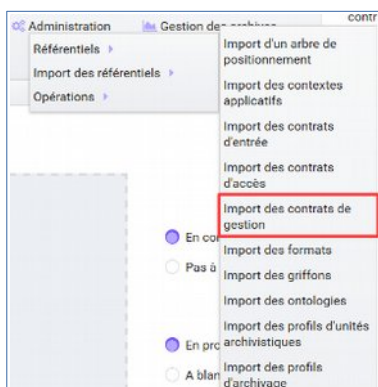 contr
Administration
Gestion des archives
Référentiels
Import des référentiels
Opérations
Import d'un arbre de
positionnement
Import des contextes
applicatifs
Import des contrats
d'entrée
Import des contrats
d'accès
Import des contrats de
gestion
Import des formats
Import des griffons
Import des ontologies
Import des profils d'unités
archivistiques
Import des profils
d'archivage
En cou
Pas à
En pro
A blan